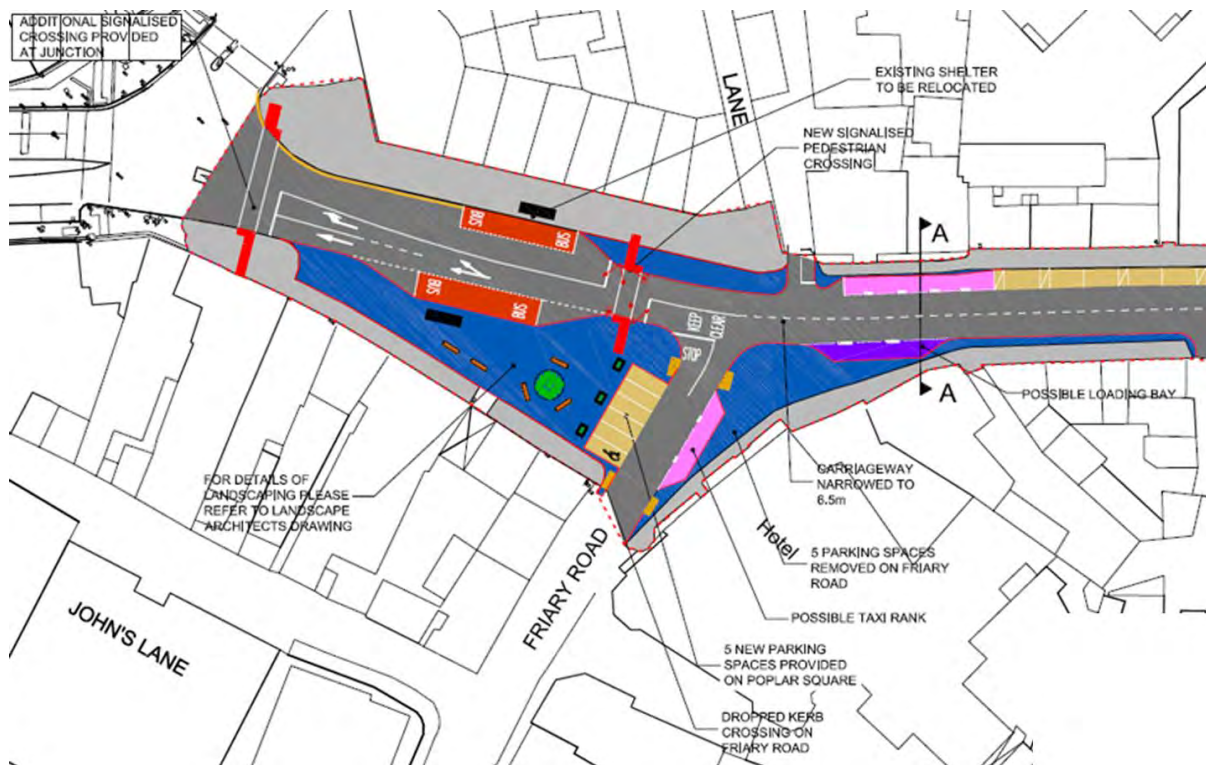 ADDITIONAL SIGNALISED
CROSSING PROVIDED
AT JUNCTION
LANE
EXISTING SHELTER
TO BE RELOCATED
NEW SIGNALISED
PEDESTRIAN
CROSSING
A
BUS
BUS
BUS
BUS
KEEP
CLEAR
STOP
A
POSSIBLE LOADING BAY
FOR DETAILS OF
LANDSCAPING PLEASE
REFER TO LANDSCAPE
ARCHITECTS DRAWING
CARRIAGEWAY
NARROWED TO
6.5m
Hotel
5 PARKING SPACES
REMOVED ON FRIARY
ROAD
FRIARY ROAD
JOHN'S LANE
POSSIBLE TAXI RANK
5 NEW PARKING
SPACES PROVIDED
ON POPLAR SQUARE
DROPPED KERB
CROSSING ON
FRIARY ROAD